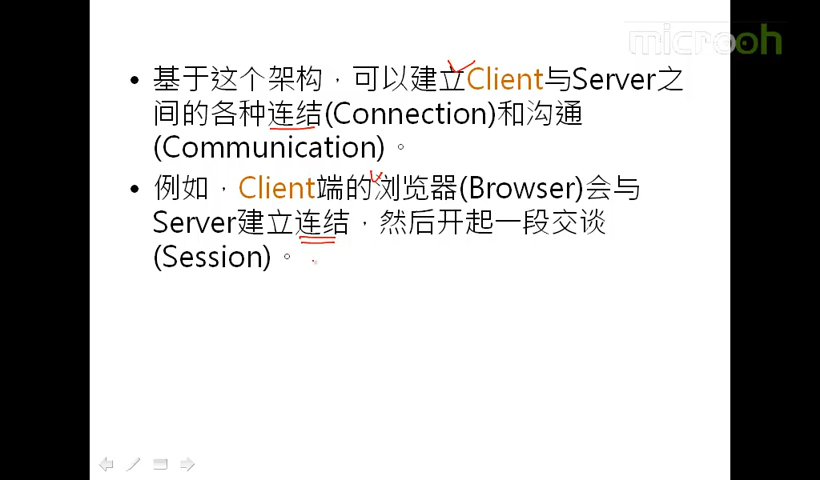 microoh
• 基于这个架构，可以建立Client与Server之
间的各种连结(Connection)和沟通
(Communication)。
• 例如，Client端的浏览器(Browser)会与
Server建立连结，然后开起一段交谈
(Session)。